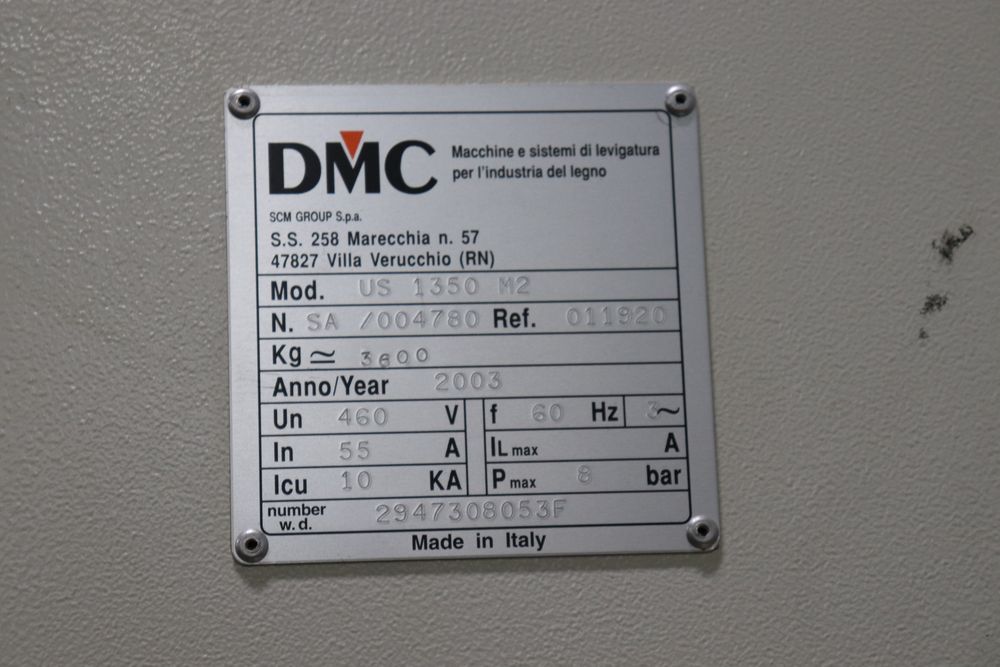 DMC
Macchine e sistemi di levigatura
per l'industria del legno
SCM GROUP S.p.a.
S.S. 258 Marecchia n. 57
47827 Villa Verucchio (RN)
Mod. US 1350 M2
N. SA /004780 Ref. 011920
Kg ≃ 3600
Anno/Year 2003
Un 460 V f 60 Hz 3~
In 55 A IL max A
Icu 10 KA P max 8 bar
number
w.d. 2947308053F
Made in Italy